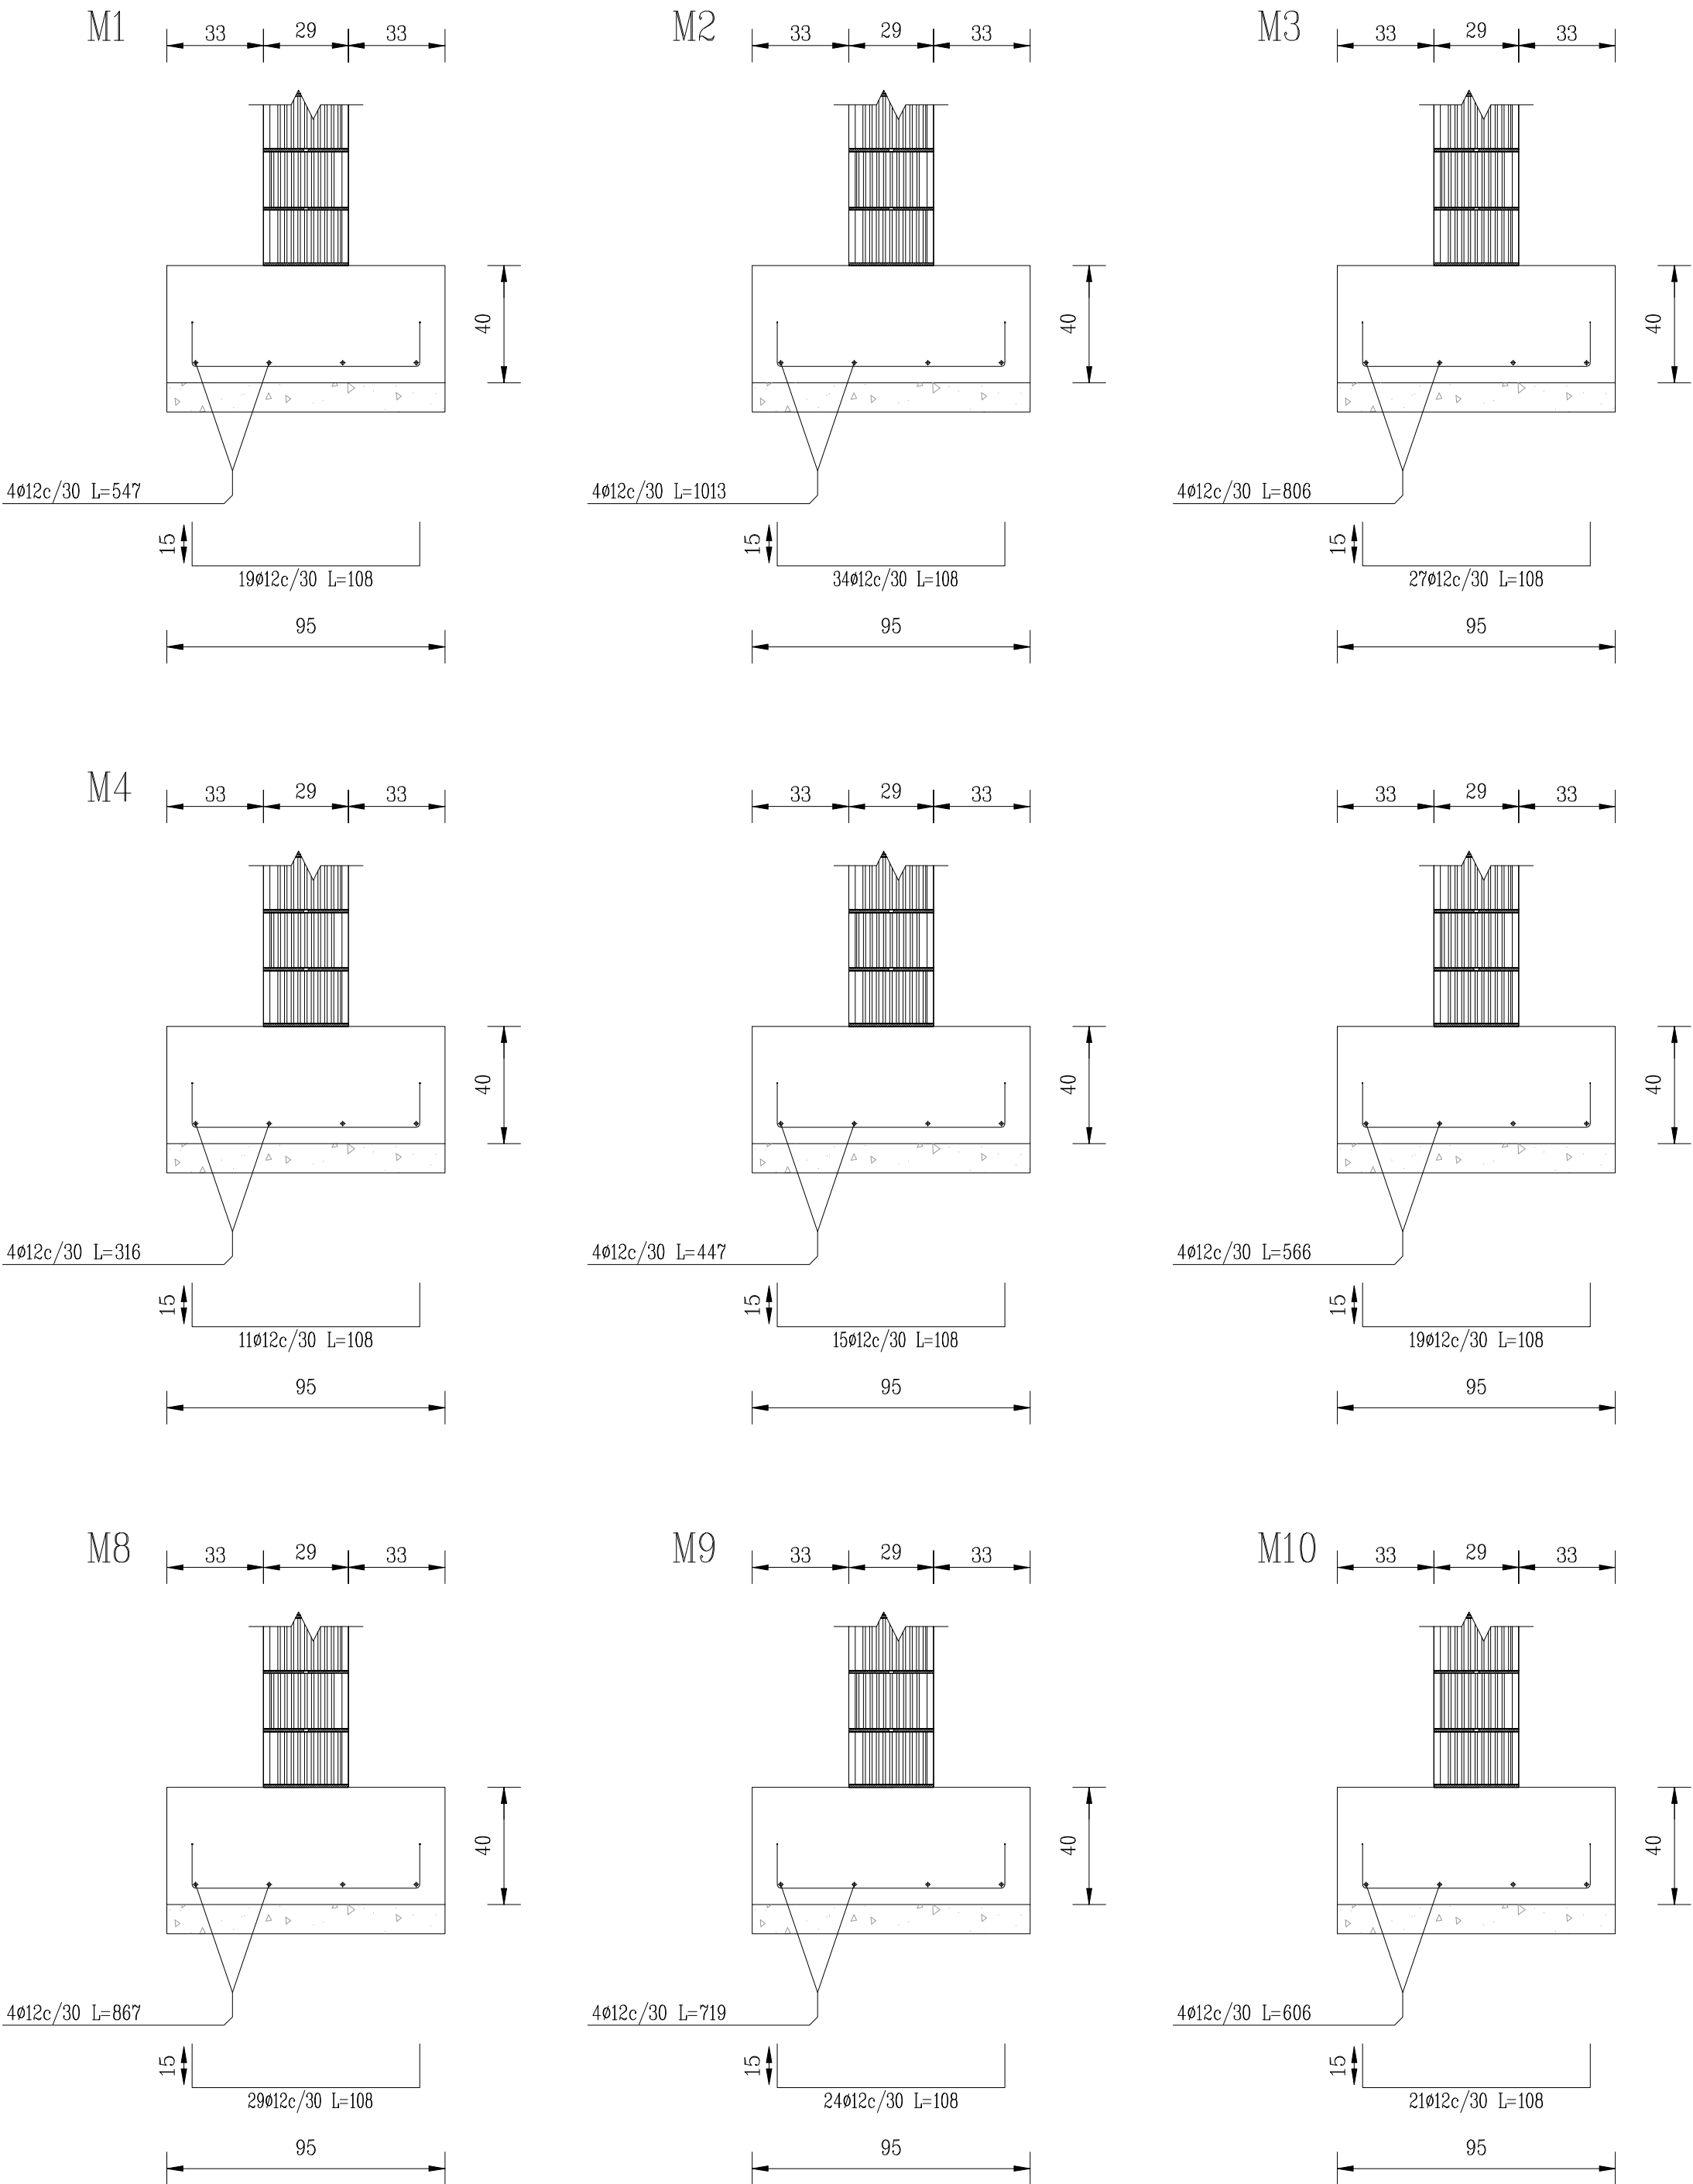 M1
33 29 33
40
4ø12c/30 L=547
15
19ø12c/30 L=108
95
M2
33 29 33
40
4ø12c/30 L=1013
15
34ø12c/30 L=108
95
M3
33 29 33
40
4ø12c/30 L=806
15
27ø12c/30 L=108
95
M4
33 29 33
40
4ø12c/30 L=316
15
11ø12c/30 L=108
95
33 29 33
40
4ø12c/30 L=447
15
15ø12c/30 L=108
95
33 29 33
40
4ø12c/30 L=566
15
19ø12c/30 L=108
95
M8
33 29 33
40
4ø12c/30 L=867
15
29ø12c/30 L=108
95
M9
33 29 33
40
4ø12c/30 L=719
15
24ø12c/30 L=108
95
M10
33 29 33
40
4ø12c/30 L=606
15
21ø12c/30 L=108
95